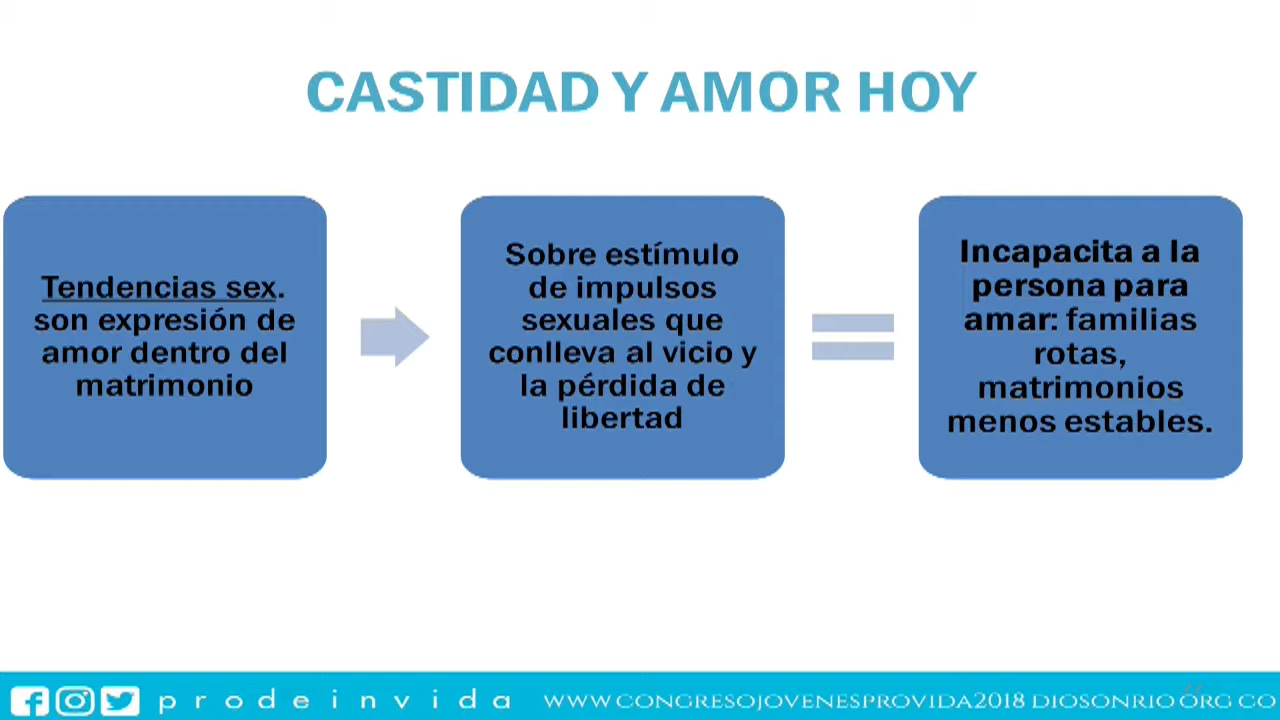 CASTIDAD Y AMOR HOY
Tendencias sex.
son expresión de
amor dentro del
matrimonio
Sobre estímulo
de impulsos
sexuales que
conlleva al vicio y
la pérdida de
libertad
Incapacita a la
persona para
amar: familias
rotas,
matrimonios
menos estables.
prodeinvida
WWW.CONGRESOJOVENESPROVIDA2018.DIOSONRIO.ORG.CO